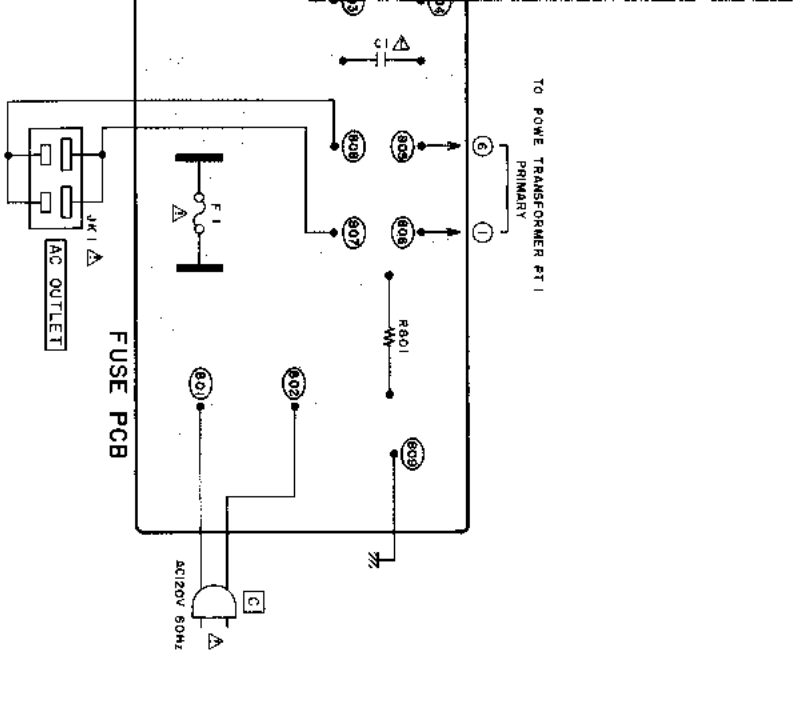 C1
TO POWE TRANSFORMER PT1
PRIMARY
808
805
6
807
806
1
F1
JK1
AC OUTLET
R801
FUSE PCB
801
802
809
C
AC120V 60Hz